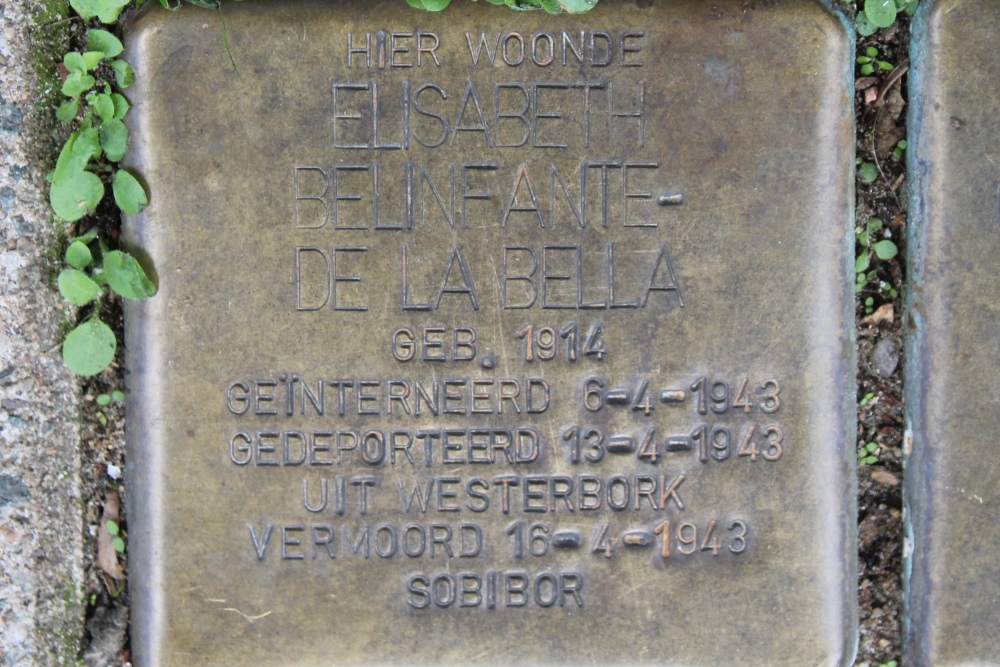 HIER WOONDE
ELISABETH
BELINFANTE-
DE LA BELLA
GEB. 1914
GEÏNTERNEERD 6-4-1943
GEDEPORTEERD 13-4-1943
UIT WESTERBORK
VERMOORD 16-4-1943
SOBIBOR